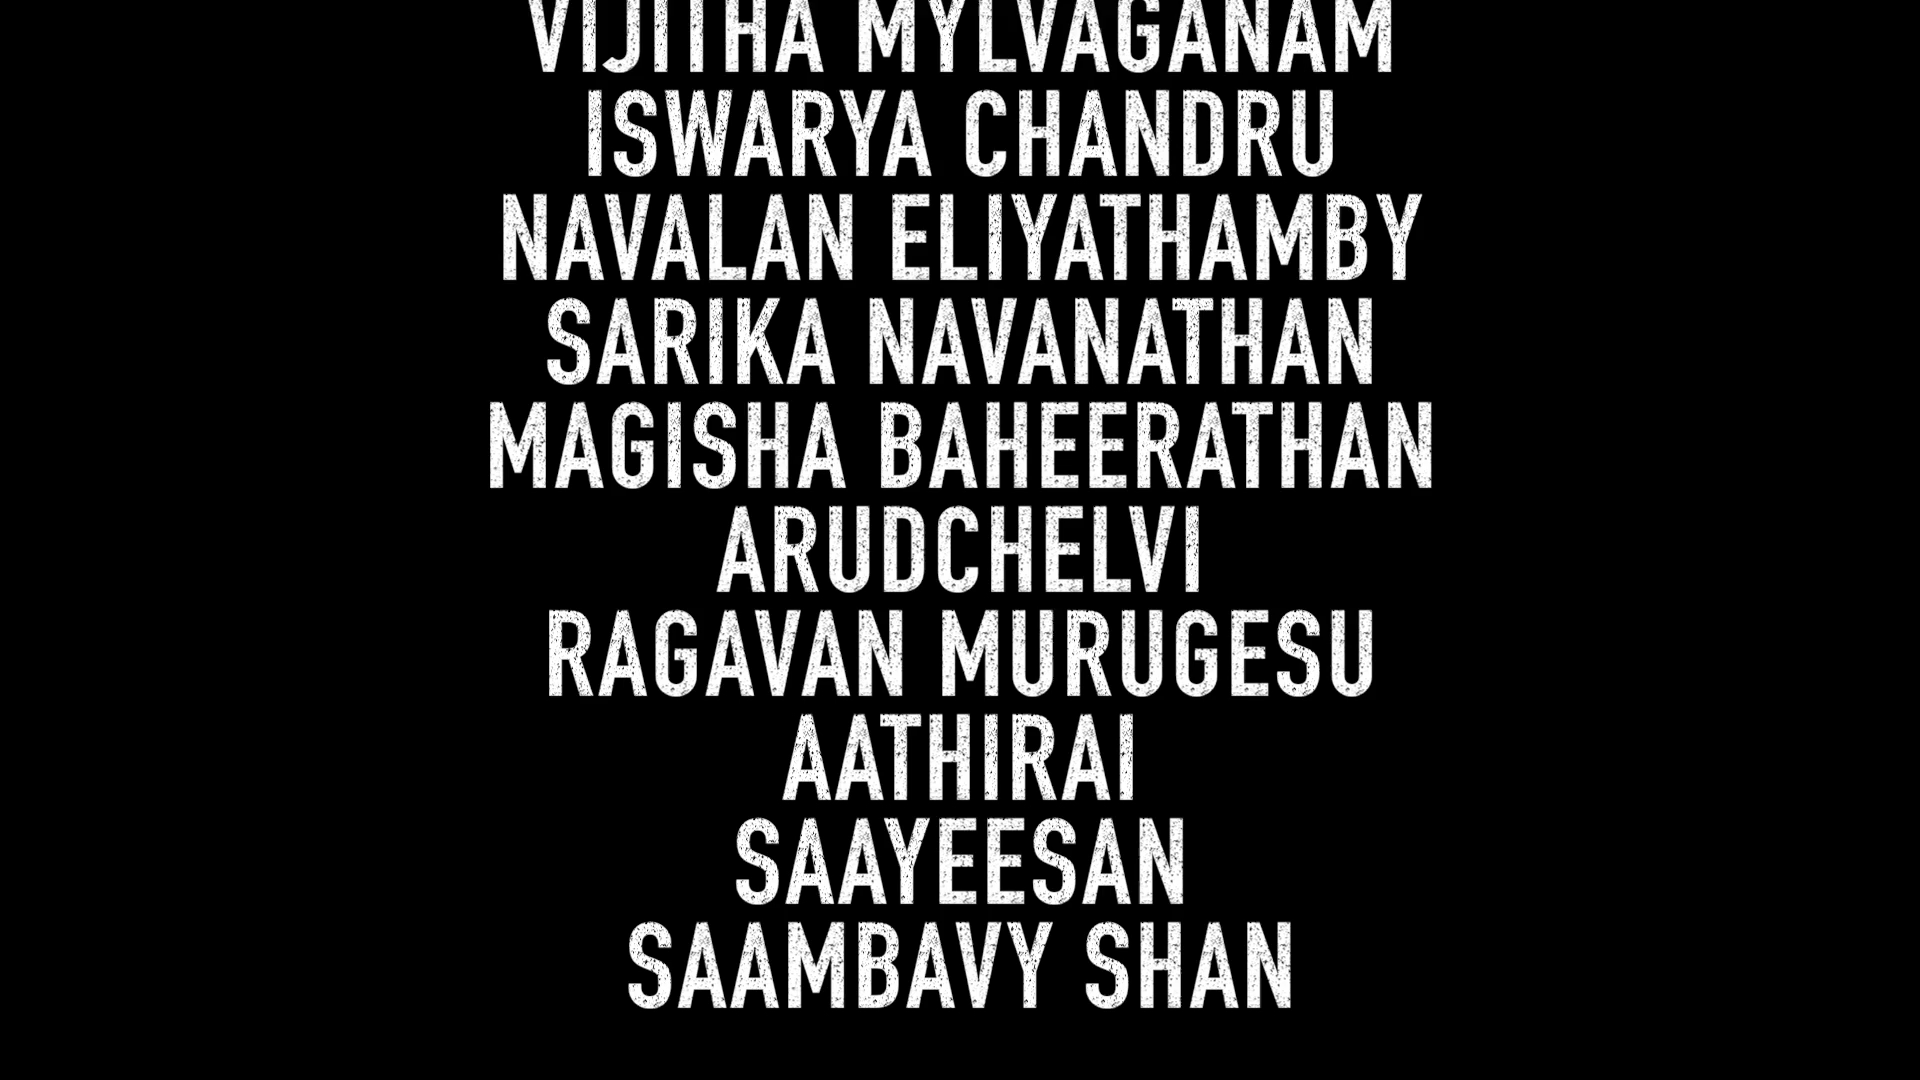 VIJITHA MYLVAGANAM
ISWARYA CHANDRU
NAVALAN ELIYATHAMBY
SARIKA NAVANATHAN
MAGISHA BAHEERATHAN
ARUDCHELVI
RAGAVAN MURUGESU
AATHIRAI
SAAYEESAN
SAAMBAVY SHAN